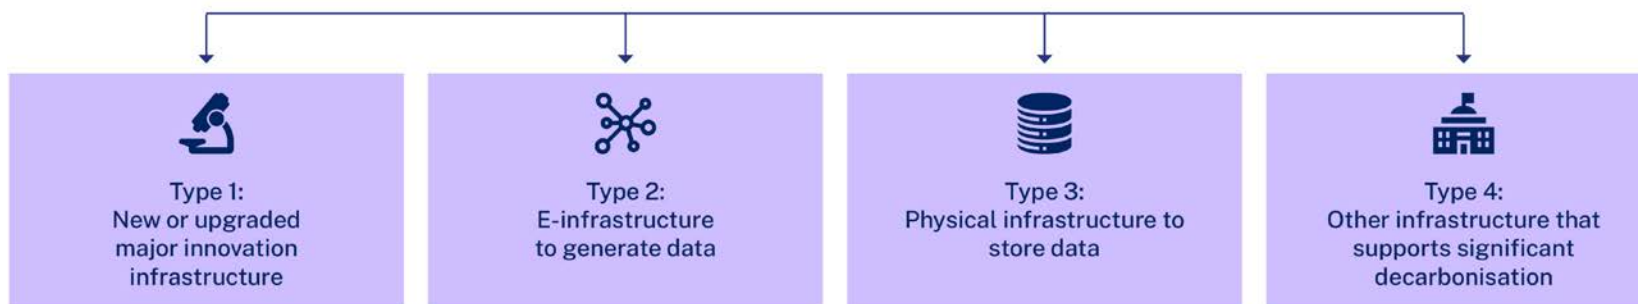 Type 1:
New or upgraded
major innovation
infrastructure
Type 2:
E-infrastructure
to generate data
Type 3:
Physical infrastructure to
store data
Type 4:
Other infrastructure that
supports significant
decarbonisation